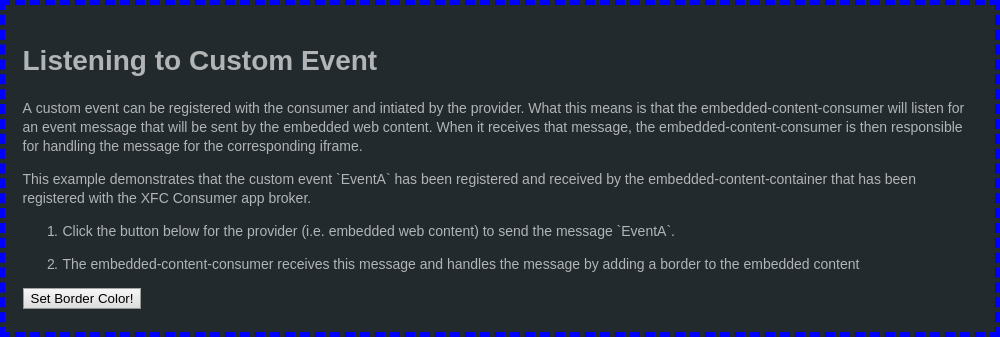 Listening to Custom Event
A custom event can be registered with the consumer and intiated by the provider. What this means is that the embedded-content-consumer will listen for
an event message that will be sent by the embedded web content. When it receives that message, the embedded-content-consumer is then responsible
for handling the message for the corresponding iframe.
This example demonstrates that the custom event `EventA` has been registered and received by the embedded-content-container that has been
registered with the XFC Consumer app broker.
1. Click the button below for the provider (i.e. embedded web content) to send the message `EventA`.
2. The embedded-content-consumer receives this message and handles the message by adding a border to the embedded content
Set Border Color!